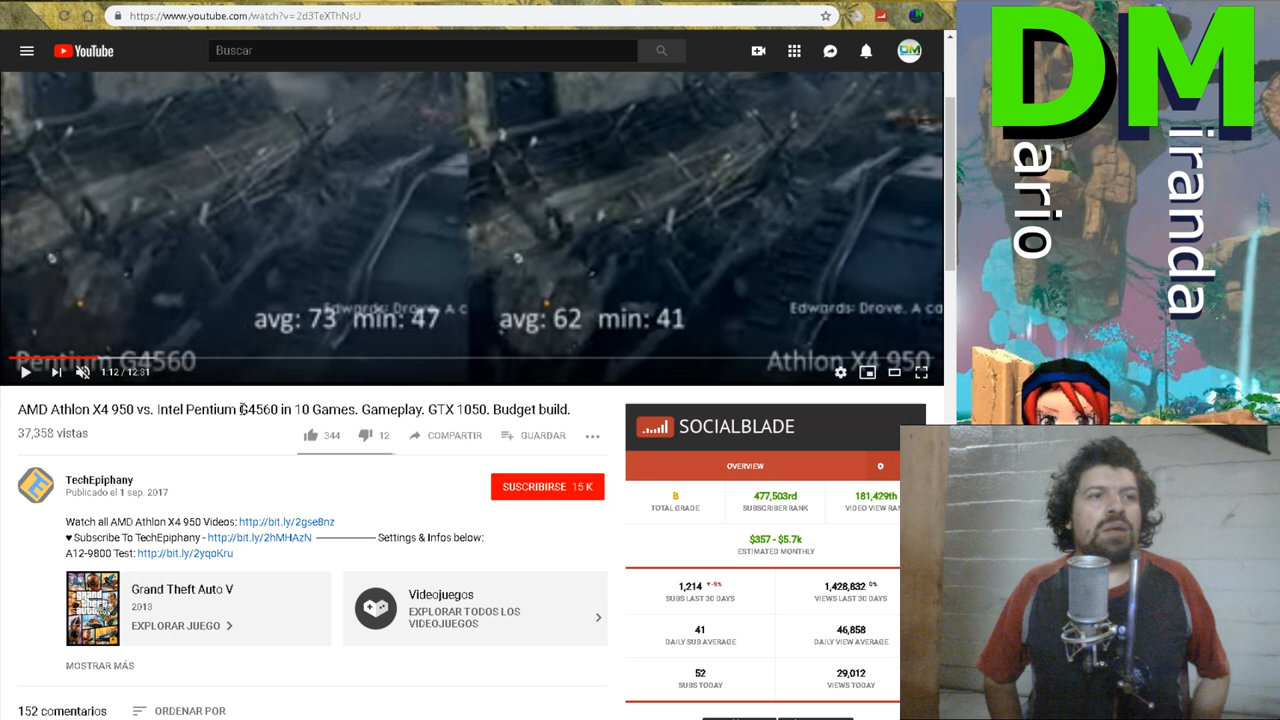 https://www.youtube.com/watch?v=2d3TeXThNsU
YouTube
Buscar
DM
DM
ario
iranda
Edwards: Drove. A c
avg: 73 min: 47
Edwards: Drove. A ca
avg: 62 min: 41
Pentium G4560
Athlon X4 950
1:12 / 12:31
AMD Athlon X4 950 vs. Intel Pentium G4560 in 10 Games. Gameplay. GTX 1050. Budget build.
37,358 vistas
344
12
COMPARTIR
GUARDAR
TechEpiphany
Publicado el 1 sep. 2017
SUSCRIBIRSE 15 K
Watch all AMD Athlon X4 950 Videos: http://bit.ly/2gse8nz
♥ Subscribe To TechEpiphany - http://bit.ly/2hMHAzN ————— Settings & Infos below:
A12-9800 Test: http://bit.ly/2yqoKru
Grand Theft Auto V
2013
EXPLORAR JUEGO
Videojuegos
EXPLORAR TODOS LOS
VIDEOJUEGOS
MOSTRAR MÁS
152 comentarios
ORDENAR POR
SOCIALBLADE
OVERVIEW
B
TOTAL GRADE
477,503rd
SUBSCRIBER RANK
181,429th
VIDEO VIEW RAN
$357 - $5.7k
ESTIMATED MONTHLY
1,214 ▼-5%
SUBS LAST 30 DAYS
1,428,832 0%
VIEWS LAST 30 DAYS
41
DAILY SUB AVERAGE
46,858
DAILY VIEW AVERAGE
52
SUBS TODAY
29,012
VIEWS TODAY